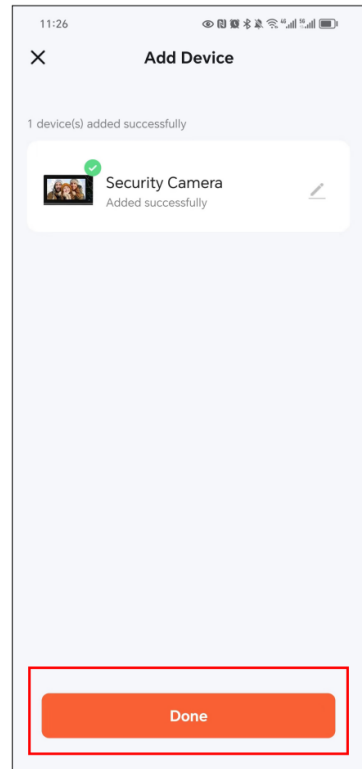 11:26
Add Device
1 device(s) added successfully
Security Camera
Added successfully
Done